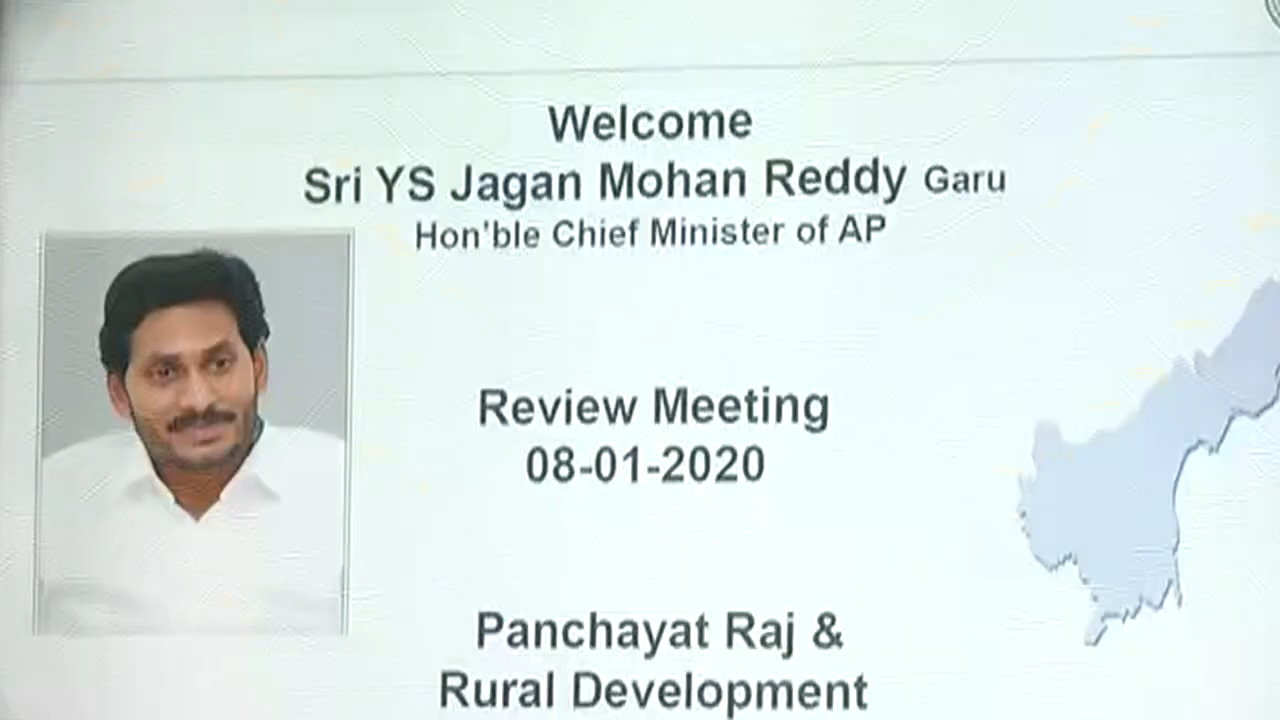 Welcome
Sri YS Jagan Mohan Reddy Garu
Hon'ble Chief Minister of AP
Review Meeting
08-01-2020
Panchayat Raj &
Rural Development